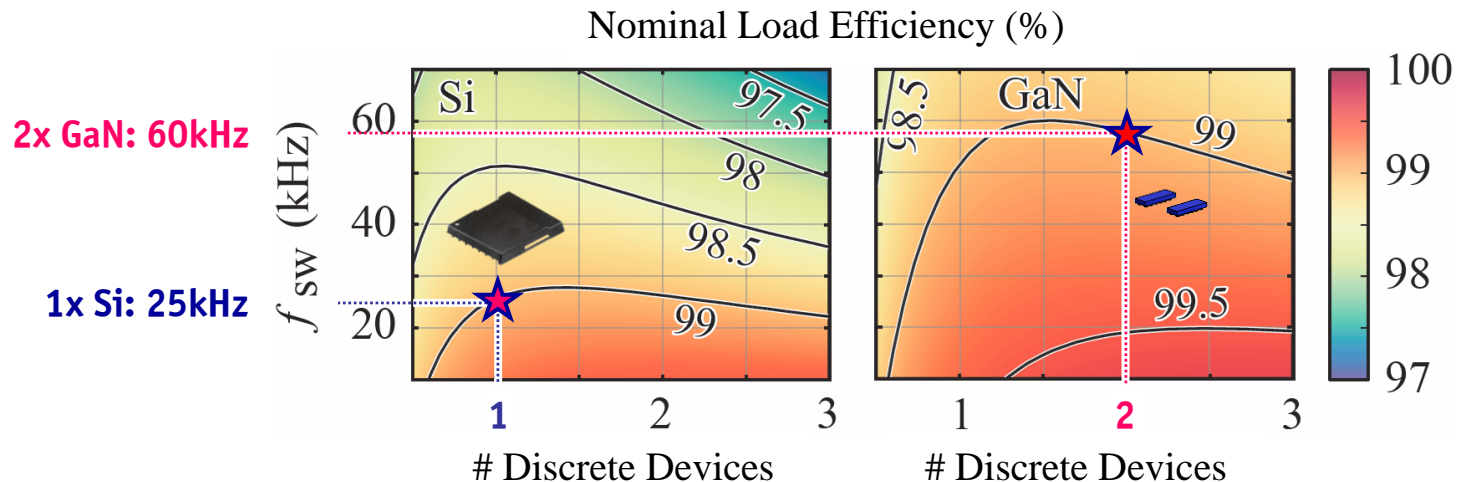 Nominal Load Efficiency (%)
2x GaN: 60kHz
1x Si: 25kHz
f sw (kHz)
60
40
20
Si
97.5
98
98.5
99
1
2
3
# Discrete Devices
GaN
98.5
99
99.5
1
2
3
# Discrete Devices
100
99
98
97